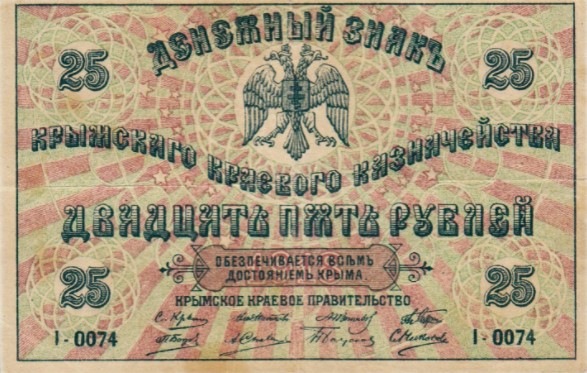 ДЕНЕЖНЫЙ ЗНАКЪ
25 25
КРЫМСКАГО КРАЕВОГО КАЗНАЧЕЙСТВА
ДВАДЦАТЬ ПЯТЬ РУБЛЕЙ
ОБЕЗПЕЧИВАЕТСЯ ВСѢМЪ
ДОСТОЯНІЕМЪ КРЫМА.
25 25
КРЫМСКОЕ КРАЕВОЕ ПРАВИТЕЛЬСТВО
I-0074 I-0074